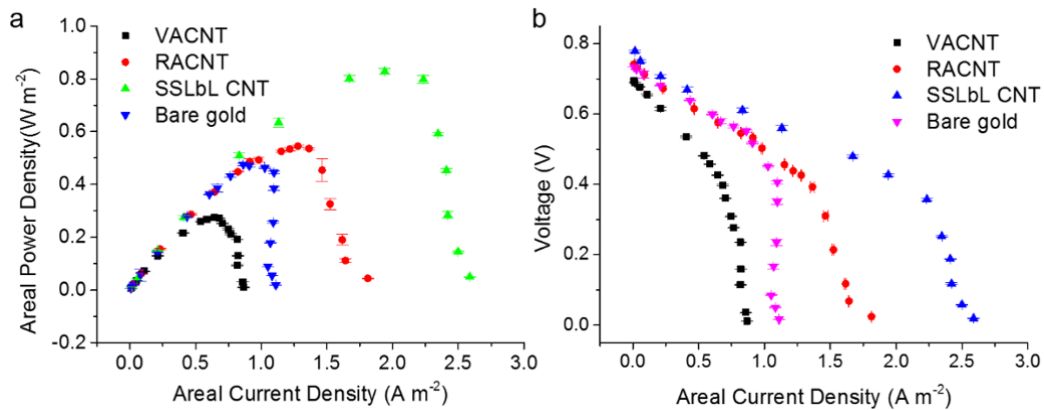 a
VACNT
RACNT
SSLbL CNT
Bare gold
1.0
0.8
0.6
0.4
0.2
0.0
-0.2
Areal Power Density(W m-2)
0.0 0.5 1.0 1.5 2.0 2.5 3.0
Areal Current Density (A m-2)
b
VACNT
RACNT
SSLbL CNT
Bare gold
0.8
0.6
0.4
0.2
0.0
Voltage (V)
0.0 0.5 1.0 1.5 2.0 2.5 3.0
Areal Current Density (A m-2)